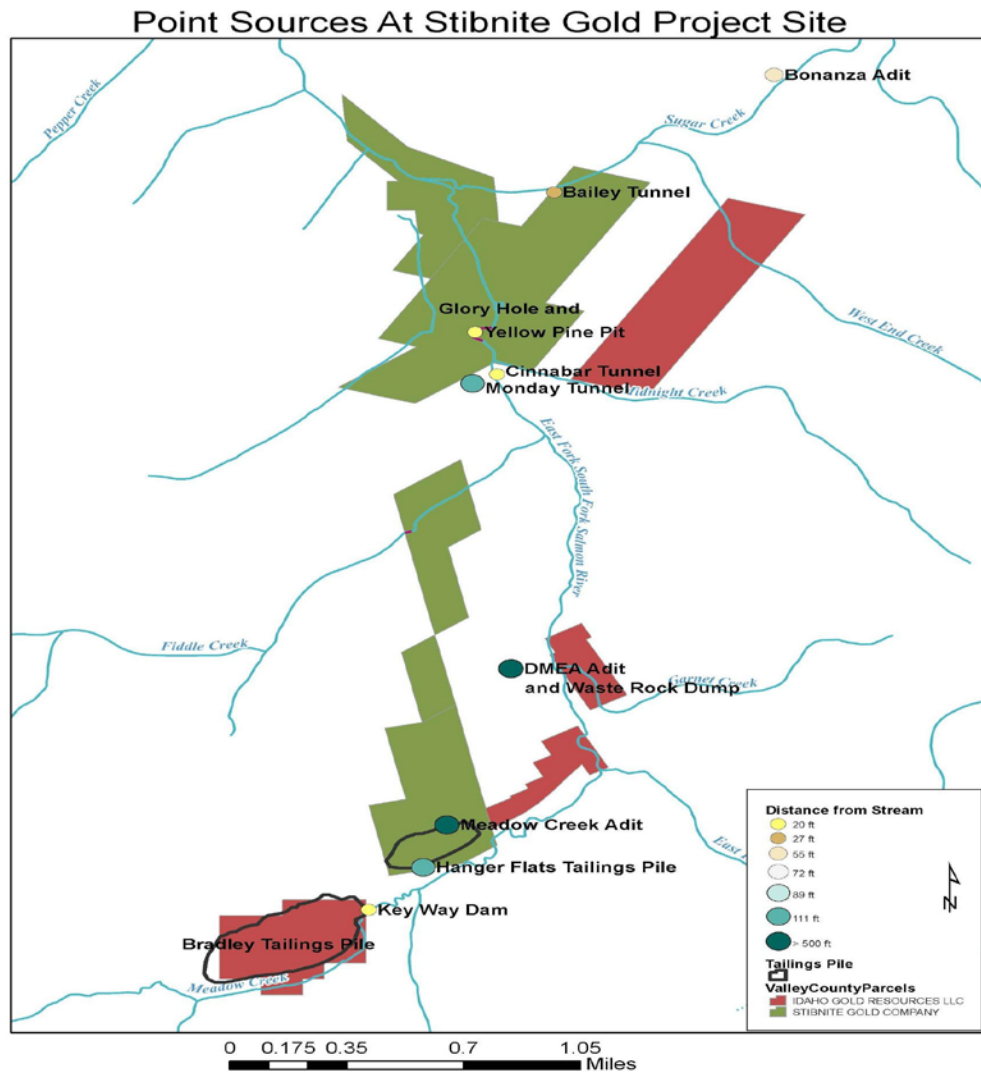 Point Sources At Stibnite Gold Project Site
Pepper Creek
Bonanza Adit
Sugar Creek
Bailey Tunnel
Glory Hole and
Yellow Pine Pit
West End Creek
Cinnabar Tunnel
Monday Tunnel
Midnight Creek
East Fork South Fork Salmon River
Fiddle Creek
DMEA Adit
and Waste Rock Dump
Garnet Creek
Meadow Creek Adit
Hanger Flats Tailings Pile
Key Way Dam
Bradley Tailings Pile
Meadow Creek
East
Distance from Stream
20 ft
27 ft
55 ft
72 ft
89 ft
111 ft
> 500 ft
Tailings Pile
ValleyCountyParcels
IDAHO GOLD RESOURCES LLC
STIBNITE GOLD COMPANY
N
0 0.175 0.35 0.7 1.05
Miles